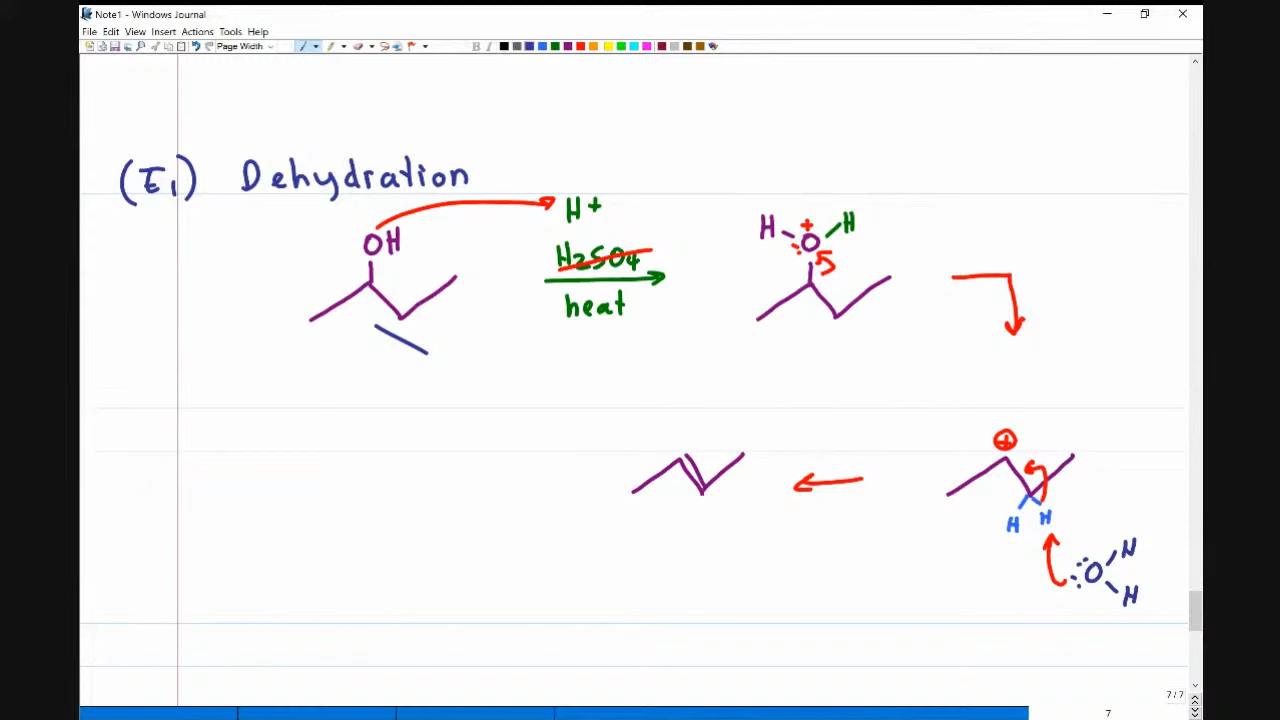 Note1 - Windows Journal
File Edit View Insert Actions Tools Help
Page Width B I
(E1) Dehydration
H+
OH
H2SO4
heat
H O + H
+
H H
O H
H
7/7
7